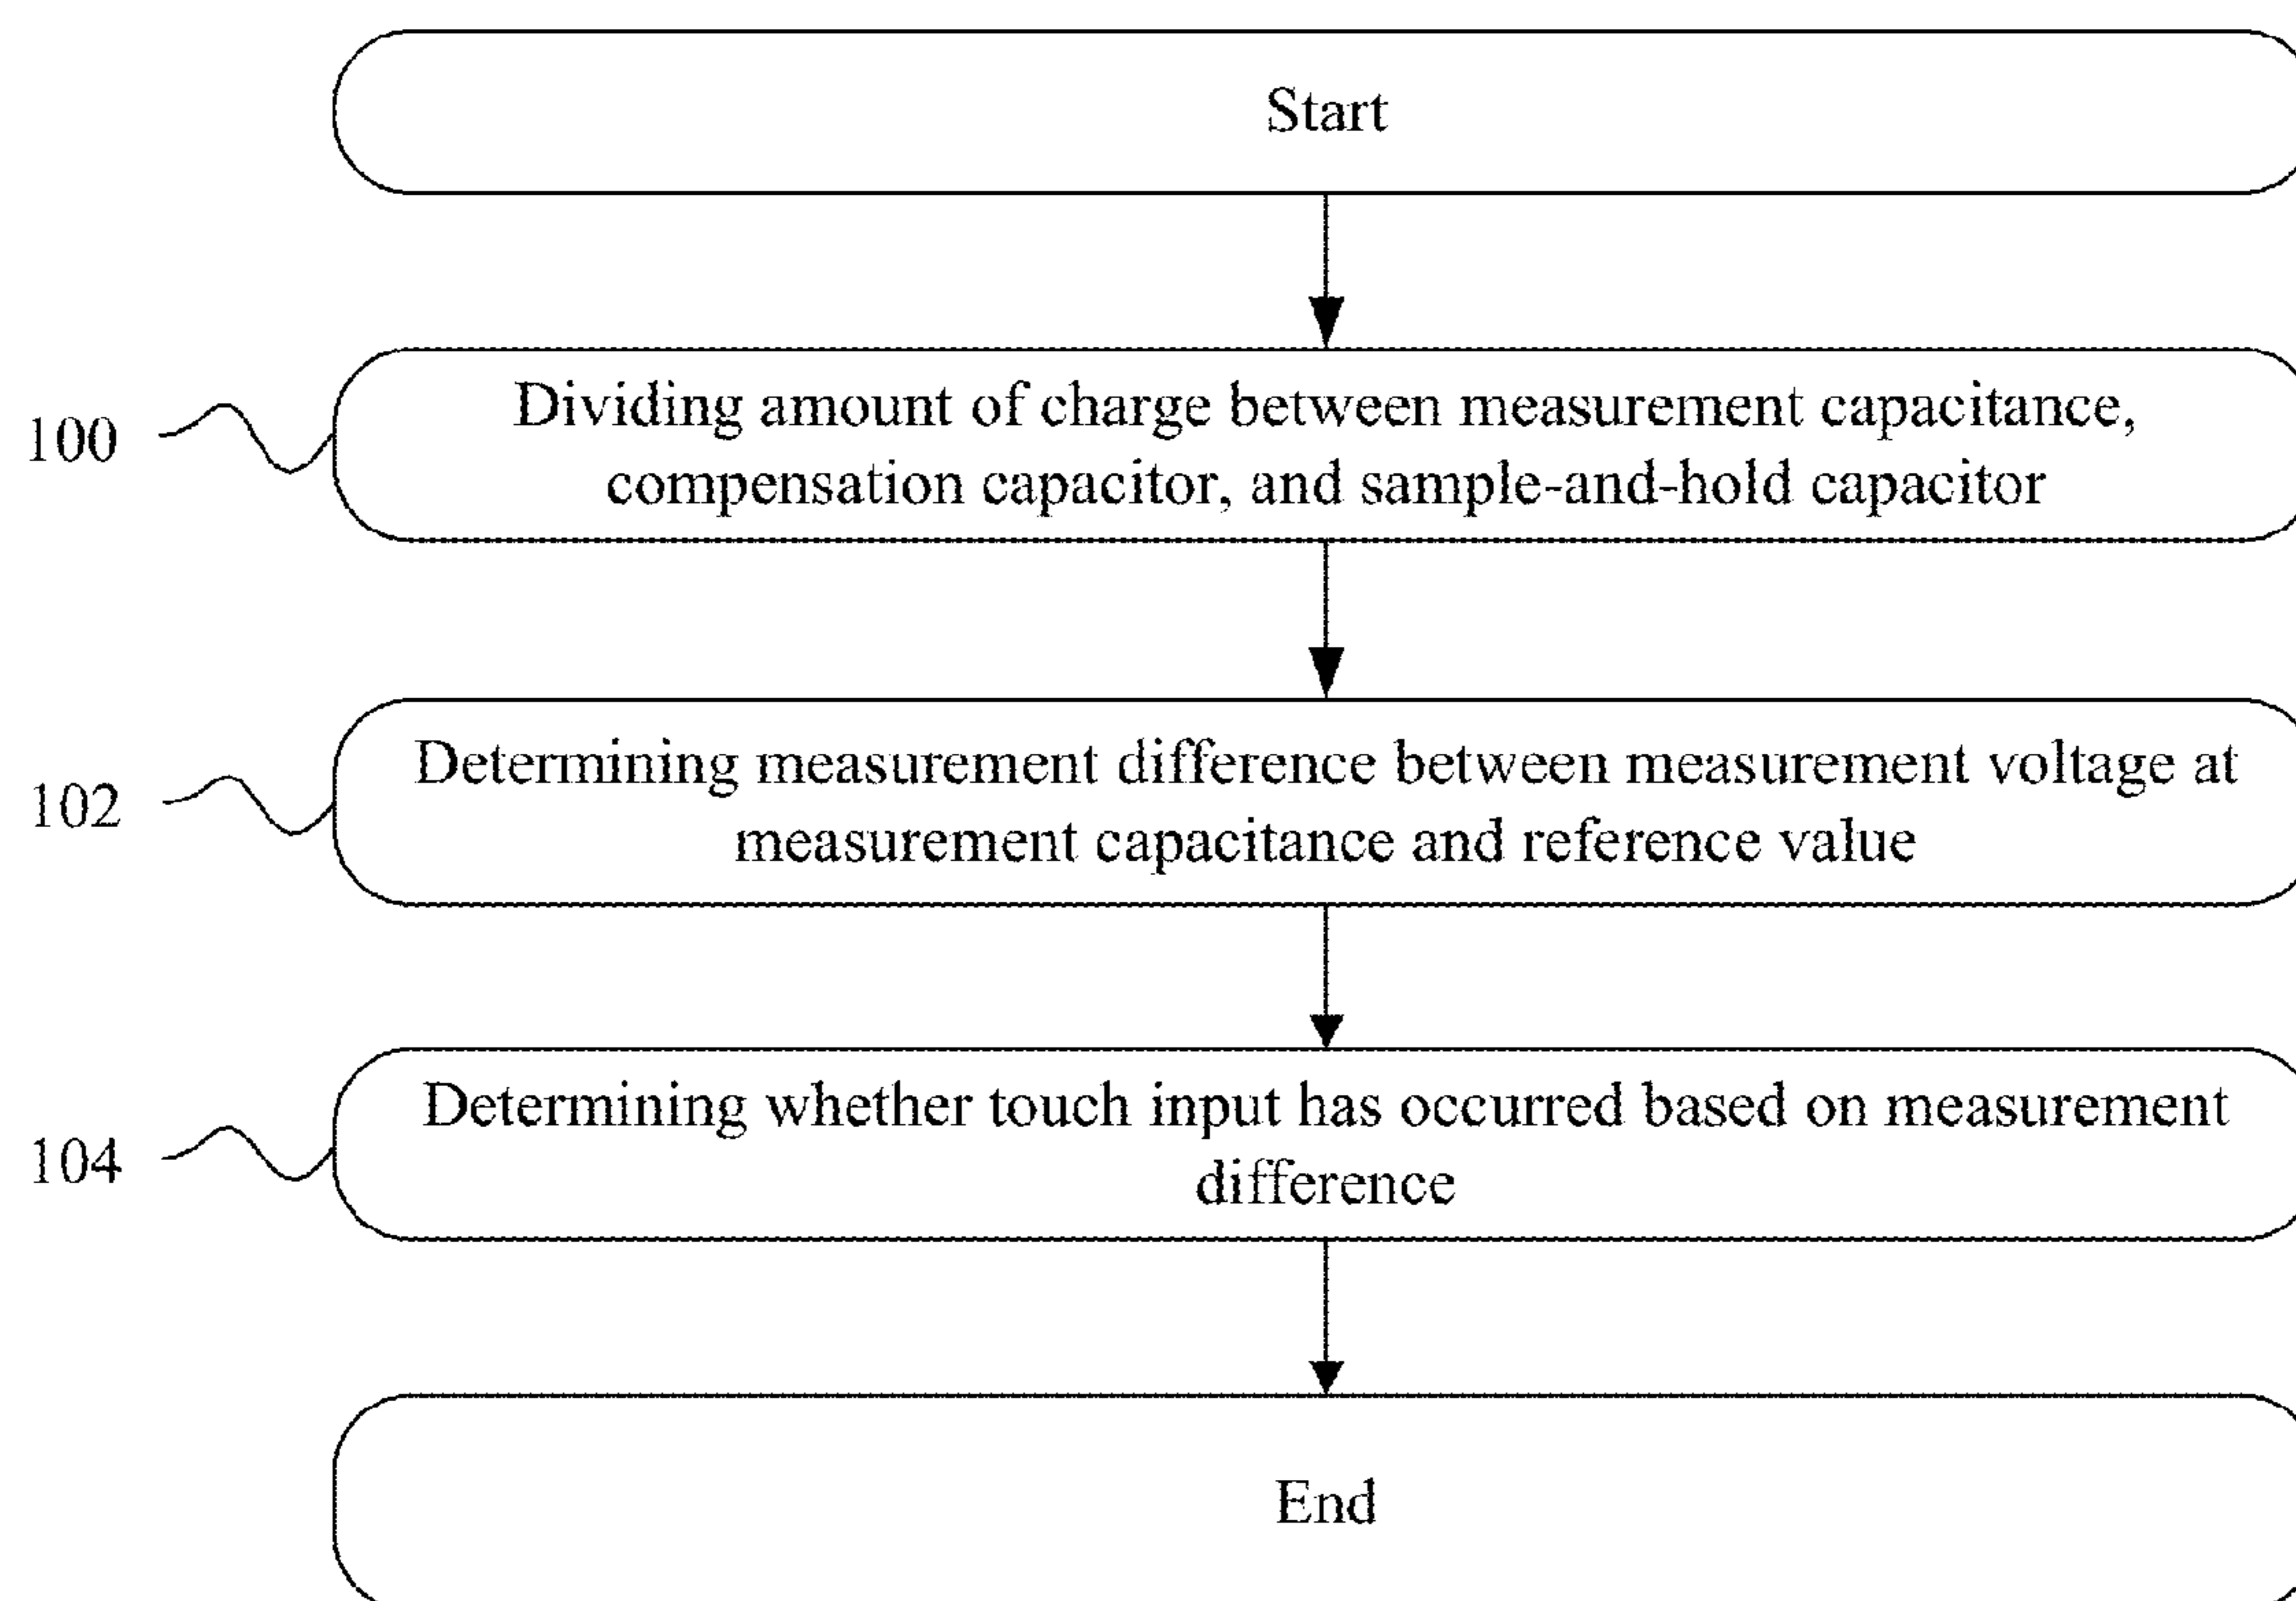 Start
100
Dividing amount of charge between measurement capacitance,
compensation capacitor, and sample-and-hold capacitor
102
Determining measurement difference between measurement voltage at
measurement capacitance and reference value
104
Determining whether touch input has occurred based on measurement
difference
End